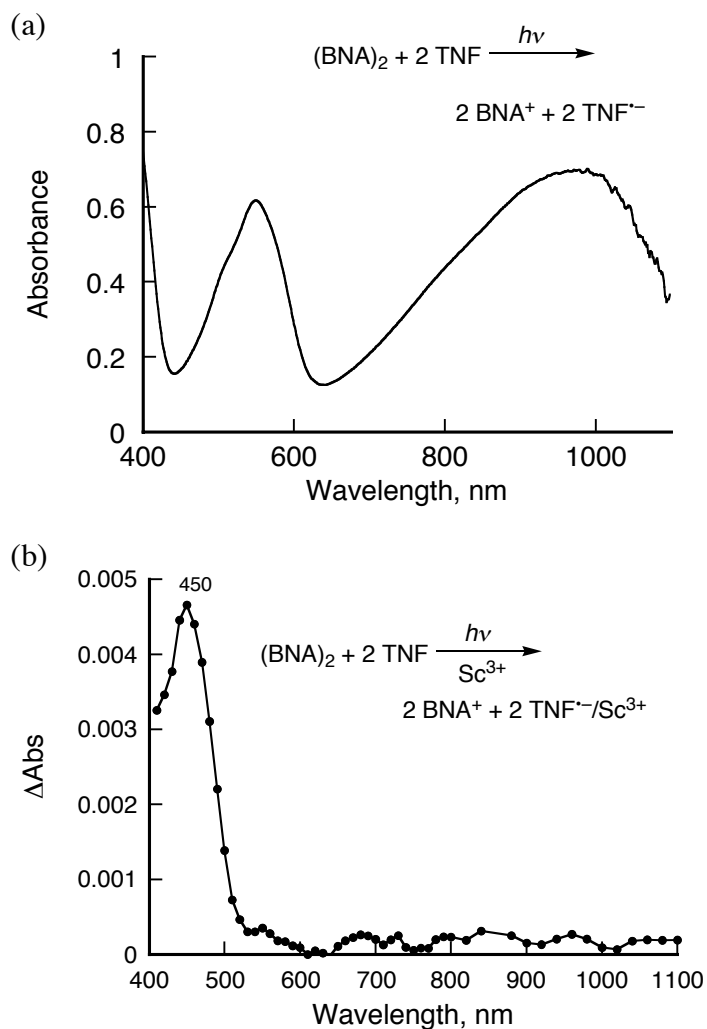 (a)
(BNA)₂ + 2 TNF hν
2 BNA⁺ + 2 TNF•⁻
1
0.8
0.6
0.4
0.2
0
Absorbance
400 600 800 1000
Wavelength, nm
(b)
0.005
0.004
0.003
0.002
0.001
0
450
(BNA)₂ + 2 TNF hν
Sc³⁺
2 BNA⁺ + 2 TNF•⁻/Sc³⁺
ΔAbs
400 500 600 700 800 900 1000 1100
Wavelength, nm